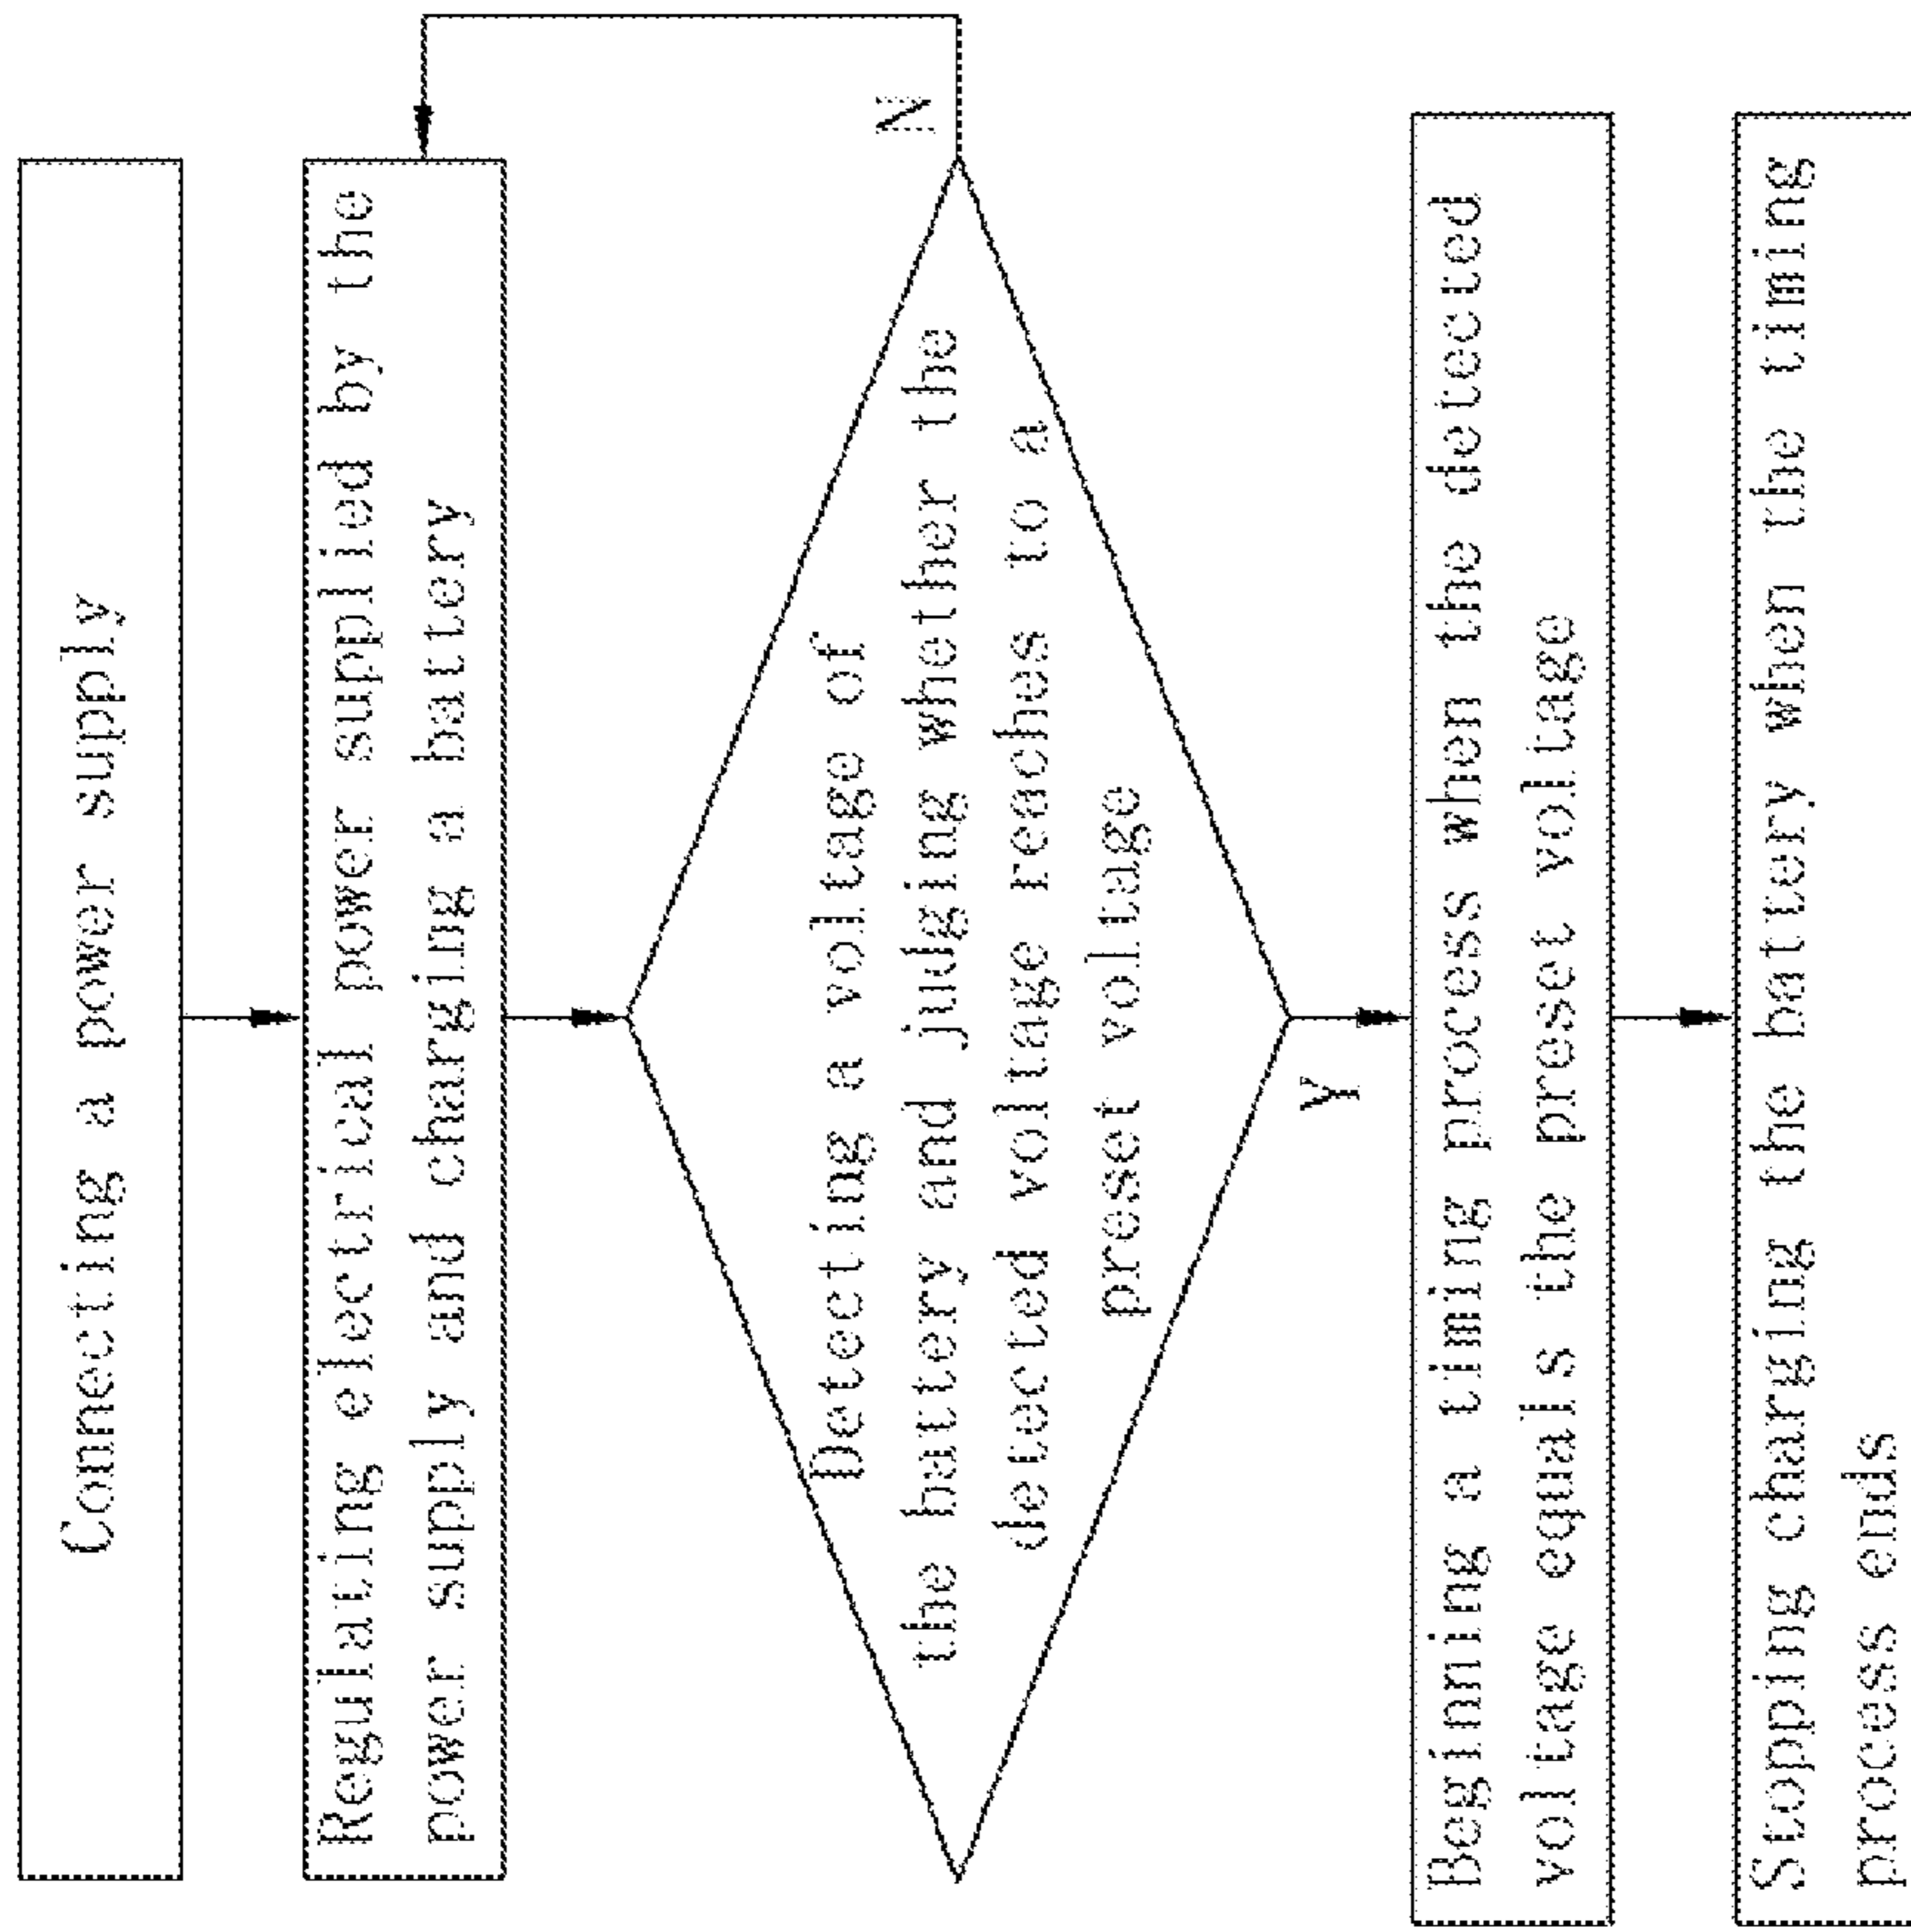 Connecting a power supply
Regulating electrical power supplied by the
power supply and charging a battery
Detecting a voltage of
the battery and judging whether the
detected voltage reaches to a
preset voltage
N
Y
Beginning a timing process when the detected
voltage equals the preset voltage
Stopping charging the battery when the timing
process ends